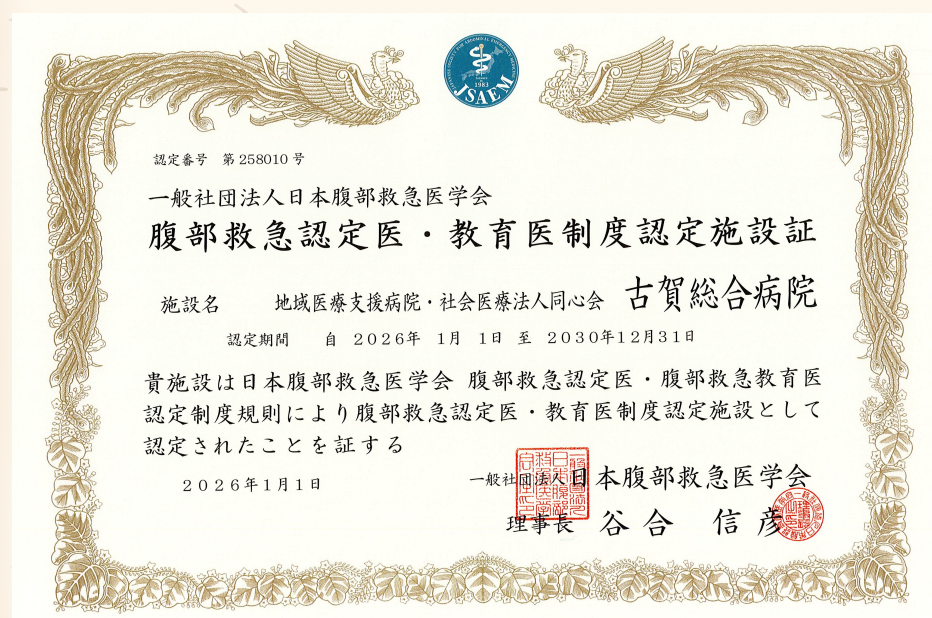 1983
JSAEM
認定番号 第258010号
一般社団法人日本腹部救急医学会
腹部救急認定医・教育医制度認定施設証
施設名 地域医療支援病院・社会医療法人同心会 古賀総合病院
認定期間 自 2026年 1月 1日 至 2030年12月31日
貴施設は日本腹部救急医学会 腹部救急認定医・腹部救急教育医
認定制度規則により腹部救急認定医・教育医制度認定施設として
認定されたことを証する
2026年1月1日
一般社団法人日本腹部救急医学会
理事長 谷合 信彦